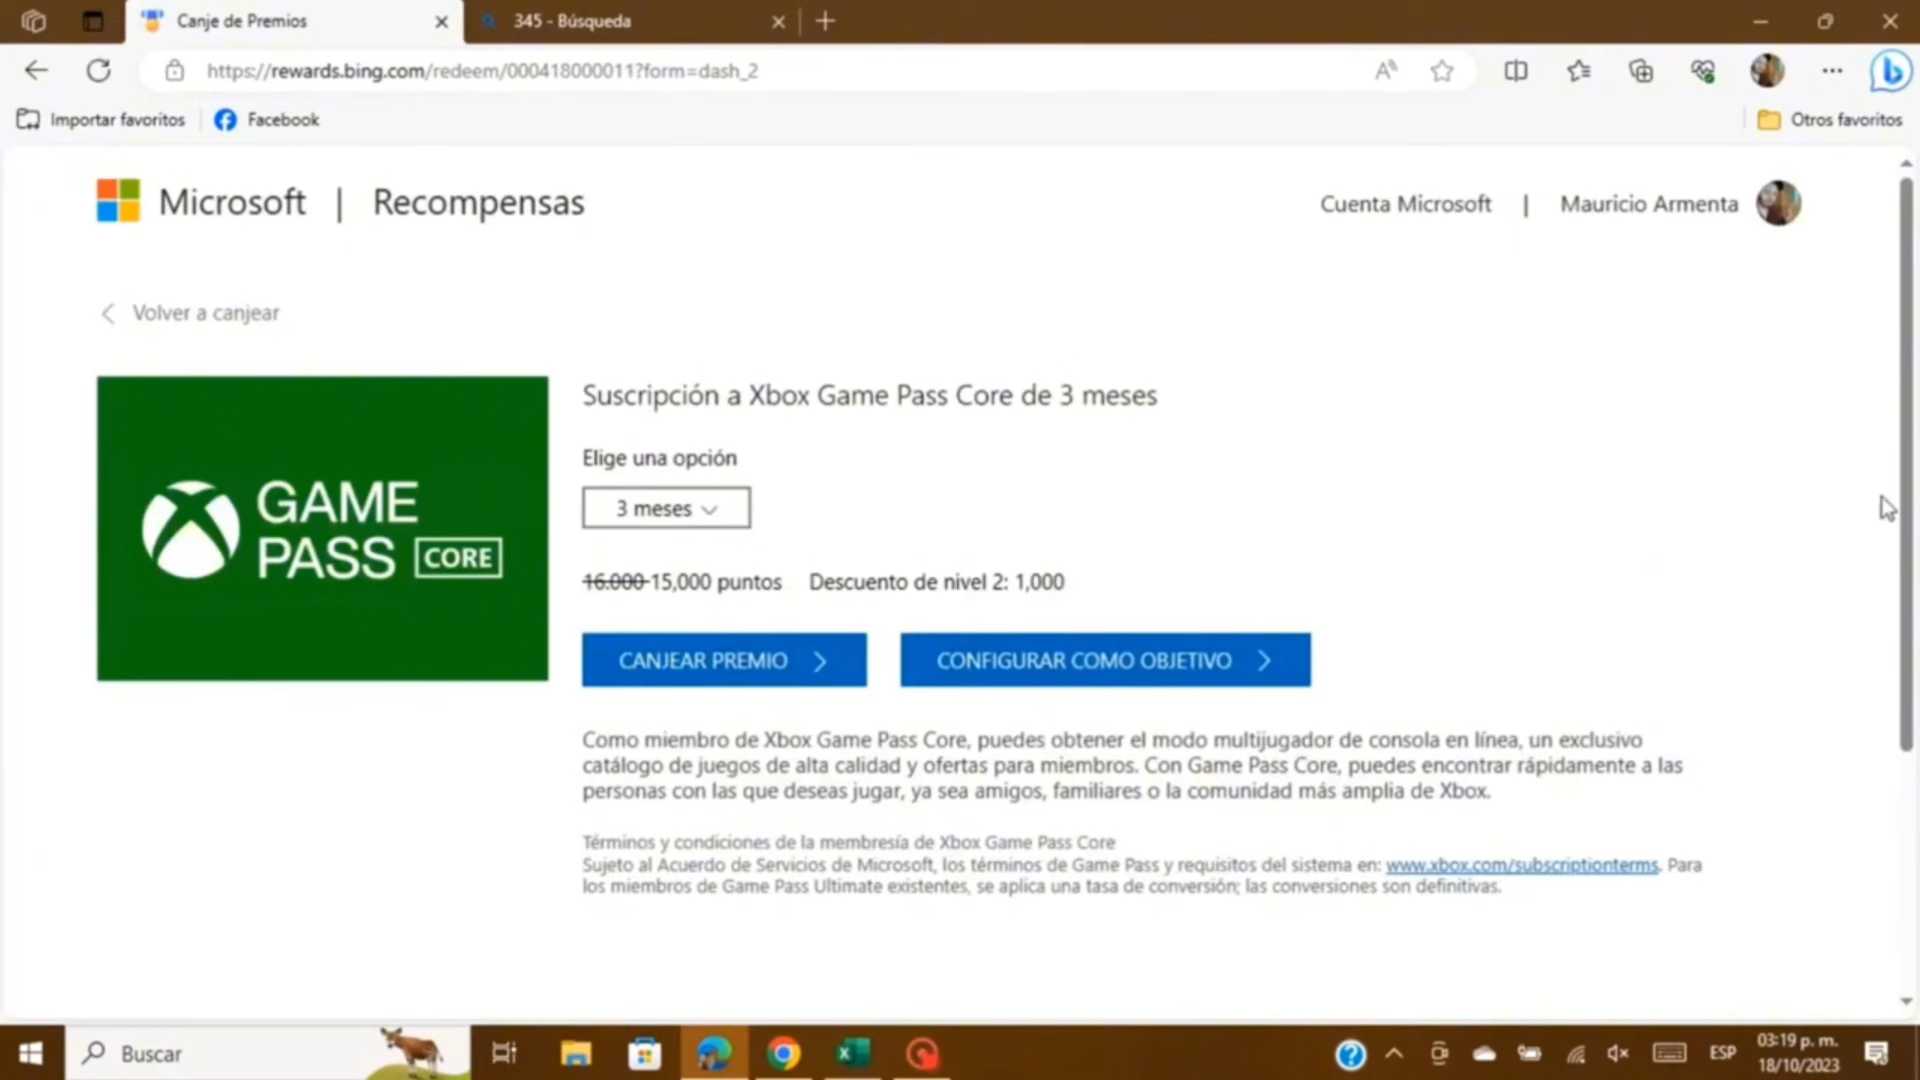 Canje de Premios
345 - Búsqueda
https://rewards.bing.com/redeem/000418000011?form=dash_2
Importar favoritos
Facebook
Otros favoritos
Microsoft | Recompensas
Cuenta Microsoft | Mauricio Armenta
Volver a canjear
GAME
PASS CORE
Suscripción a Xbox Game Pass Core de 3 meses
Elige una opción
3 meses
16.000 15,000 puntos Descuento de nivel 2: 1,000
CANJEAR PREMIO
CONFIGURAR COMO OBJETIVO
Como miembro de Xbox Game Pass Core, puedes obtener el modo multijugador de consola en línea, un exclusivo
catálogo de juegos de alta calidad y ofertas para miembros. Con Game Pass Core, puedes encontrar rápidamente a las
personas con las que deseas jugar, ya sea amigos, familiares o la comunidad más amplia de Xbox.
Términos y condiciones de la membresía de Xbox Game Pass Core
Sujeto al Acuerdo de Servicios de Microsoft, los términos de Game Pass y requisitos del sistema en: www.xbox.com/subscriptionterms. Para
los miembros de Game Pass Ultimate existentes, se aplica una tasa de conversión; las conversiones son definitivas.
Buscar
ESP
03:19 p. m.
18/10/2023